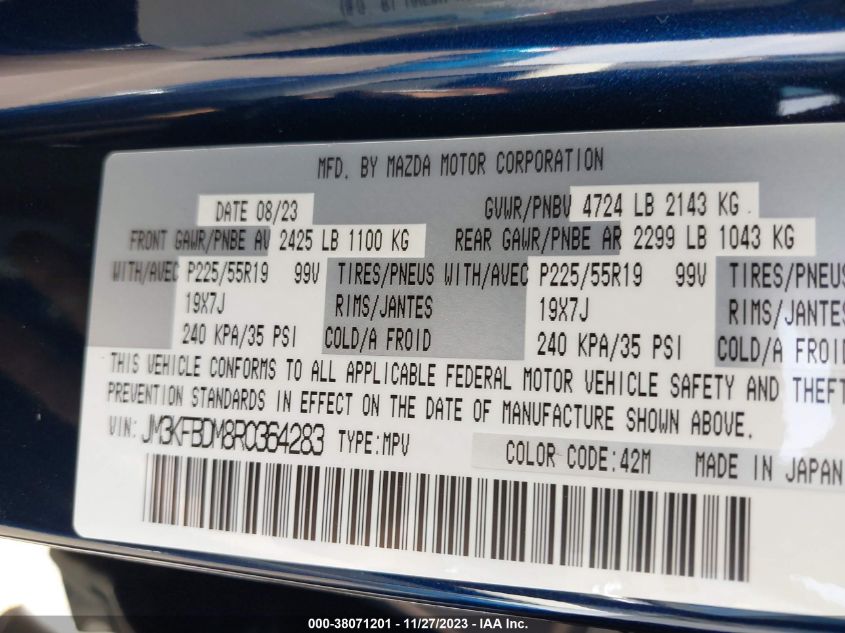 MFD. BY MAZDA MOTOR CORPORATION
DATE 08/23 GVWR/PNBV 4724 LB 2143 KG
FRONT GAWR/PNBE AV 2425 LB 1100 KG REAR GAWR/PNBE AR 2299 LB 1043 KG
WITH/AVEC P225/55R19 99V TIRES/PNEUS WITH/AVEC P225/55R19 99V TIRES/PNEUS
19X7J RIMS/JANTES 19X7J RIMS/JANTES
240 KPA/35 PSI COLD/A FROID 240 KPA/35 PSI COLD/A FROID
THIS VEHICLE CONFORMS TO ALL APPLICABLE FEDERAL MOTOR VEHICLE SAFETY AND THEFT
PREVENTION STANDARDS IN EFFECT ON THE DATE OF MANUFACTURE SHOWN ABOVE.
VIN: JM3KFBDM8R0364283 TYPE:MPV
COLOR CODE:42M MADE IN JAPAN
000-38071201 - 11/27/2023 - IAA Inc.